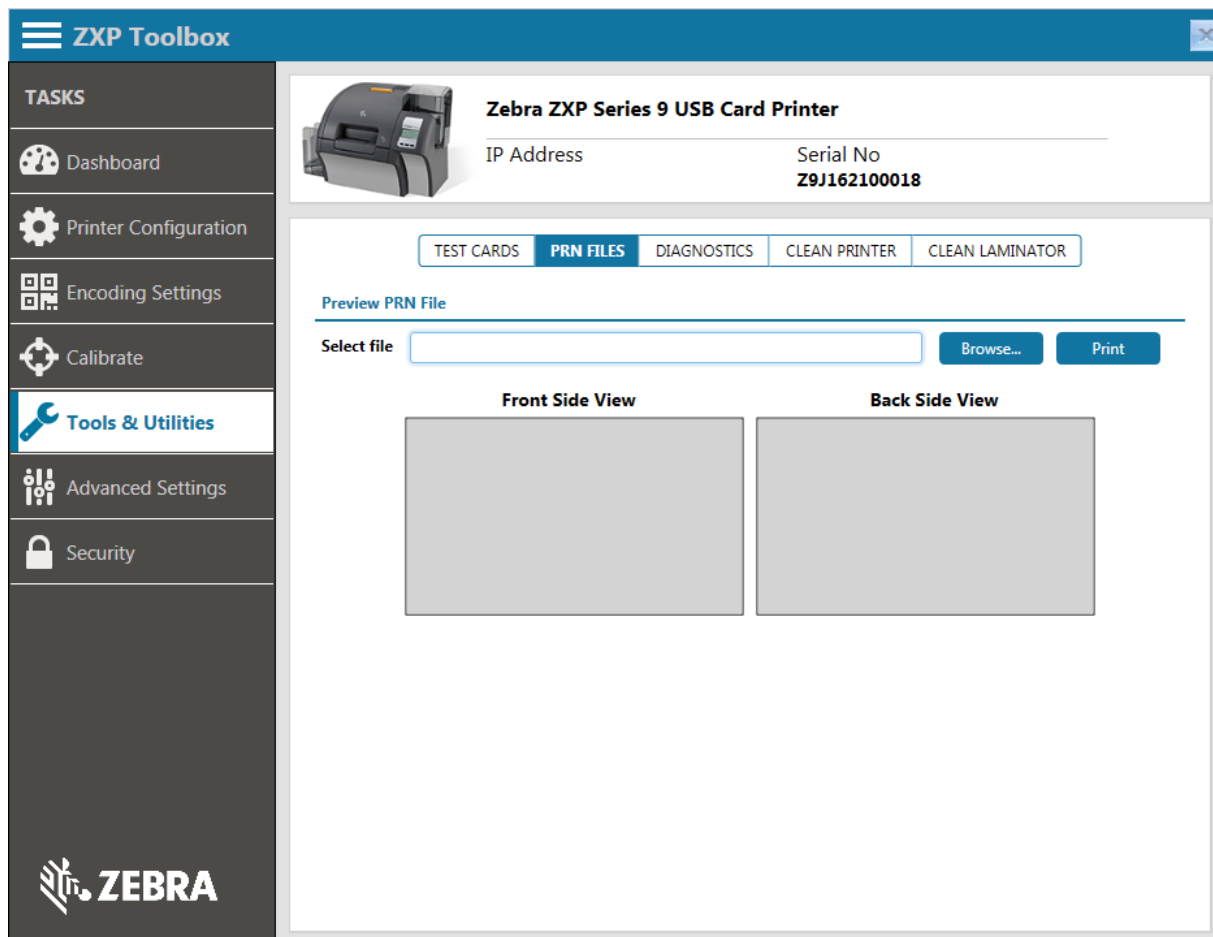 ZXP Toolbox
TASKS
Dashboard
Printer Configuration
Encoding Settings
Calibrate
Tools & Utilities
Advanced Settings
Security
ZEBRA
Zebra ZXP Series 9 USB Card Printer
IP Address Serial No
Z9J162100018
TEST CARDS PRN FILES DIAGNOSTICS CLEAN PRINTER CLEAN LAMINATOR
Preview PRN File
Select file Browse... Print
Front Side View Back Side View